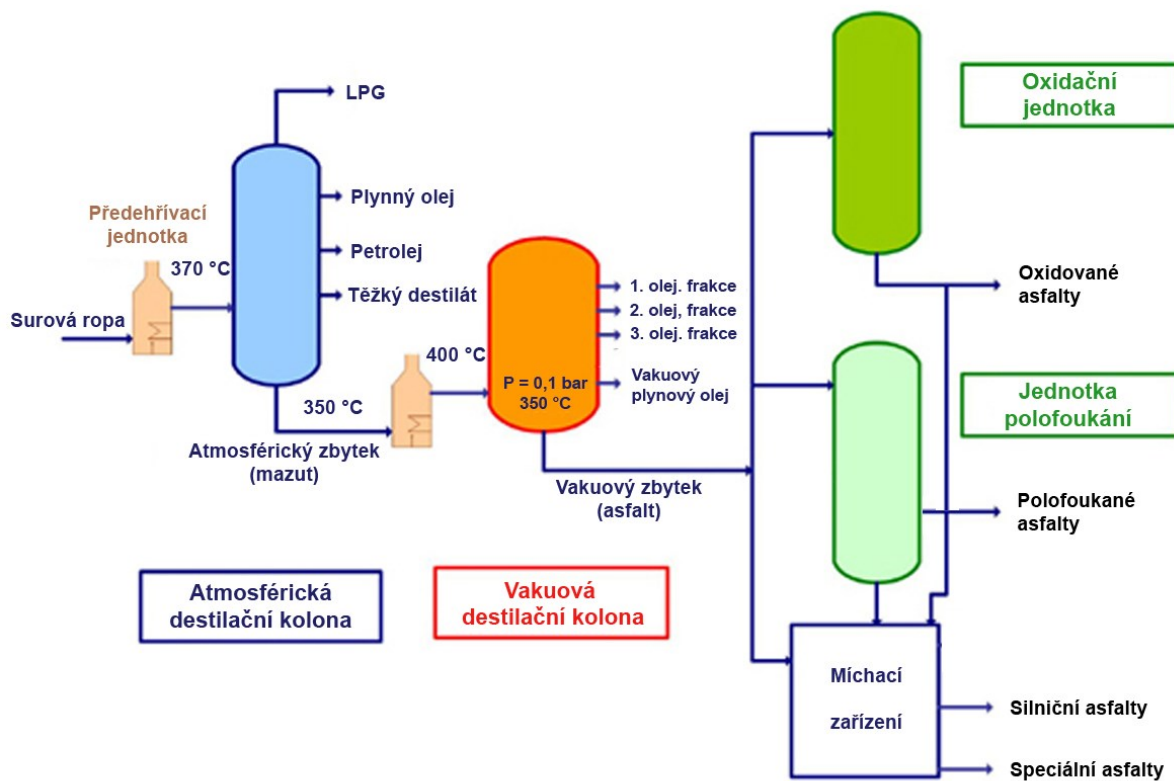 LPG
Plynný olej
Petrolej
Těžký destilát
Předehřívací
jednotka
370 °C
Surová ropa
350 °C
Atmosférický zbytek
(mazut)
400 °C
1. olej. frakce
2. olej, frakce
3. olej. frakce
Vakuový
plynový olej
P = 0,1 bar
350 °C
Vakuový zbytek
(asfalt)
Atmosférická
destilační kolona
Vakuová
destilační kolona
Oxidační
jednotka
Oxidované
asfalty
Jednotka
polofoukání
Polofoukané
asfalty
Míchací
zařízení
Silniční asfalty
Speciální asfalty